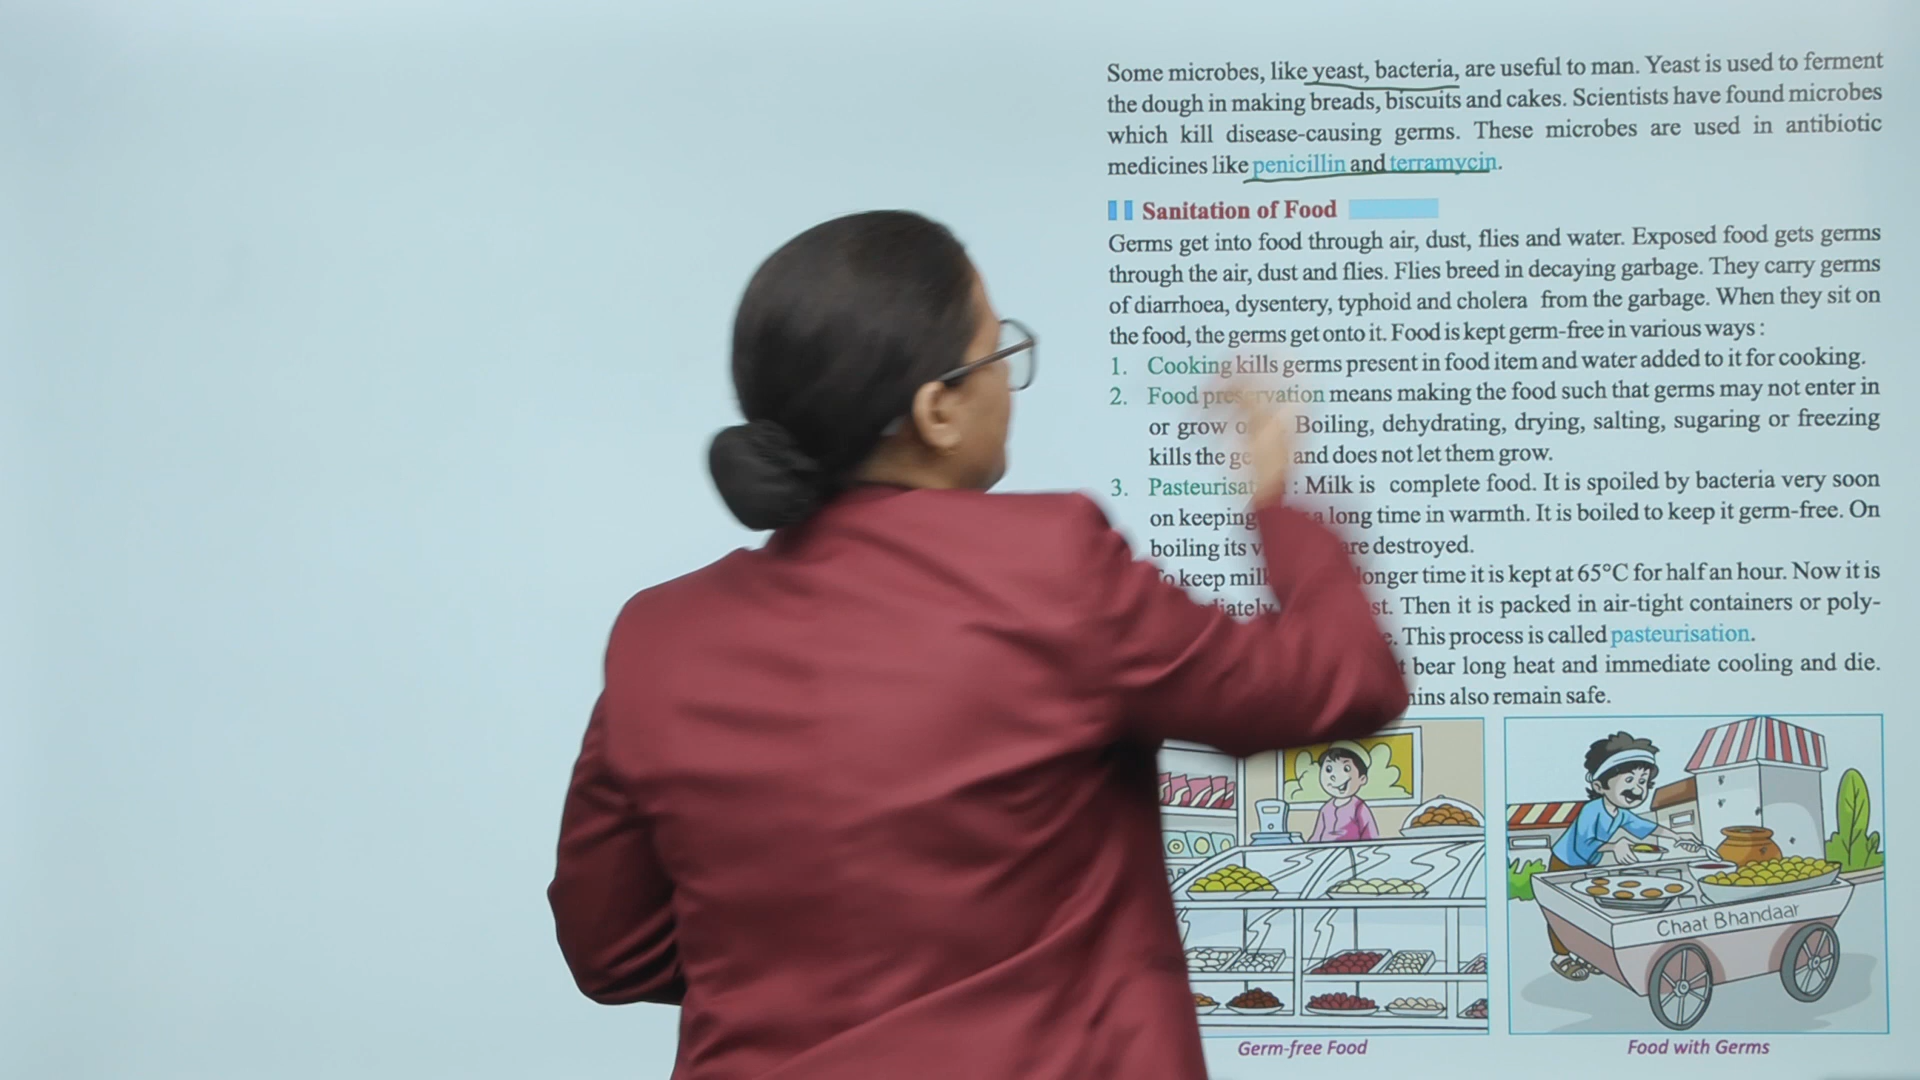 Some microbes, like yeast, bacteria, are useful to man. Yeast is used to ferment
the dough in making breads, biscuits and cakes. Scientists have found microbes
which kill disease-causing germs. These microbes are used in antibiotic
medicines like penicillin and terramycin.
Sanitation of Food
Germs get into food through air, dust, flies and water. Exposed food gets germs
through the air, dust and flies. Flies breed in decaying garbage. They carry germs
of diarrhoea, dysentery, typhoid and cholera from the garbage. When they sit on
the food, the germs get onto it. Food is kept germ-free in various ways :
1. Cooking kills germs present in food item and water added to it for cooking.
2. Food preservation means making the food such that germs may not enter in
or grow Boiling, dehydrating, drying, salting, sugaring or freezing
kills the and does not let them grow.
3. : Milk is complete food. It is spoiled by bacteria very soon
on keeping a long time in warmth. It is boiled to keep it germ-free. On
boiling its are destroyed.
To keep milk longer time it is kept at 65°C for half an hour. Now it is
Then it is packed in air-tight containers or poly-
This process is called pasteurisation.
bear long heat and immediate cooling and die.
also remain safe.
Chaat Bhandaar
Germ-free Food
Food with Germs